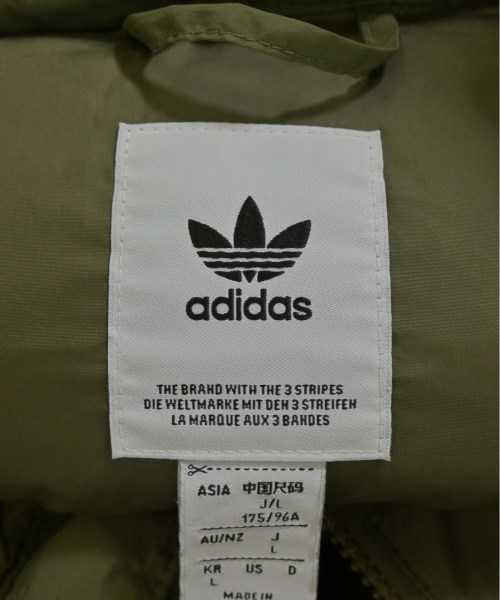 adidas
THE BRAND WITH THE 3 STRIPES
DIE WELTMARKE MIT DEN 3 STREIFEN
LA MARQUE AUX 3 BANDES
ASIA 中国尺码
J/L
175/96A
AU/NZ J
L
KR US D
L
MADE IN